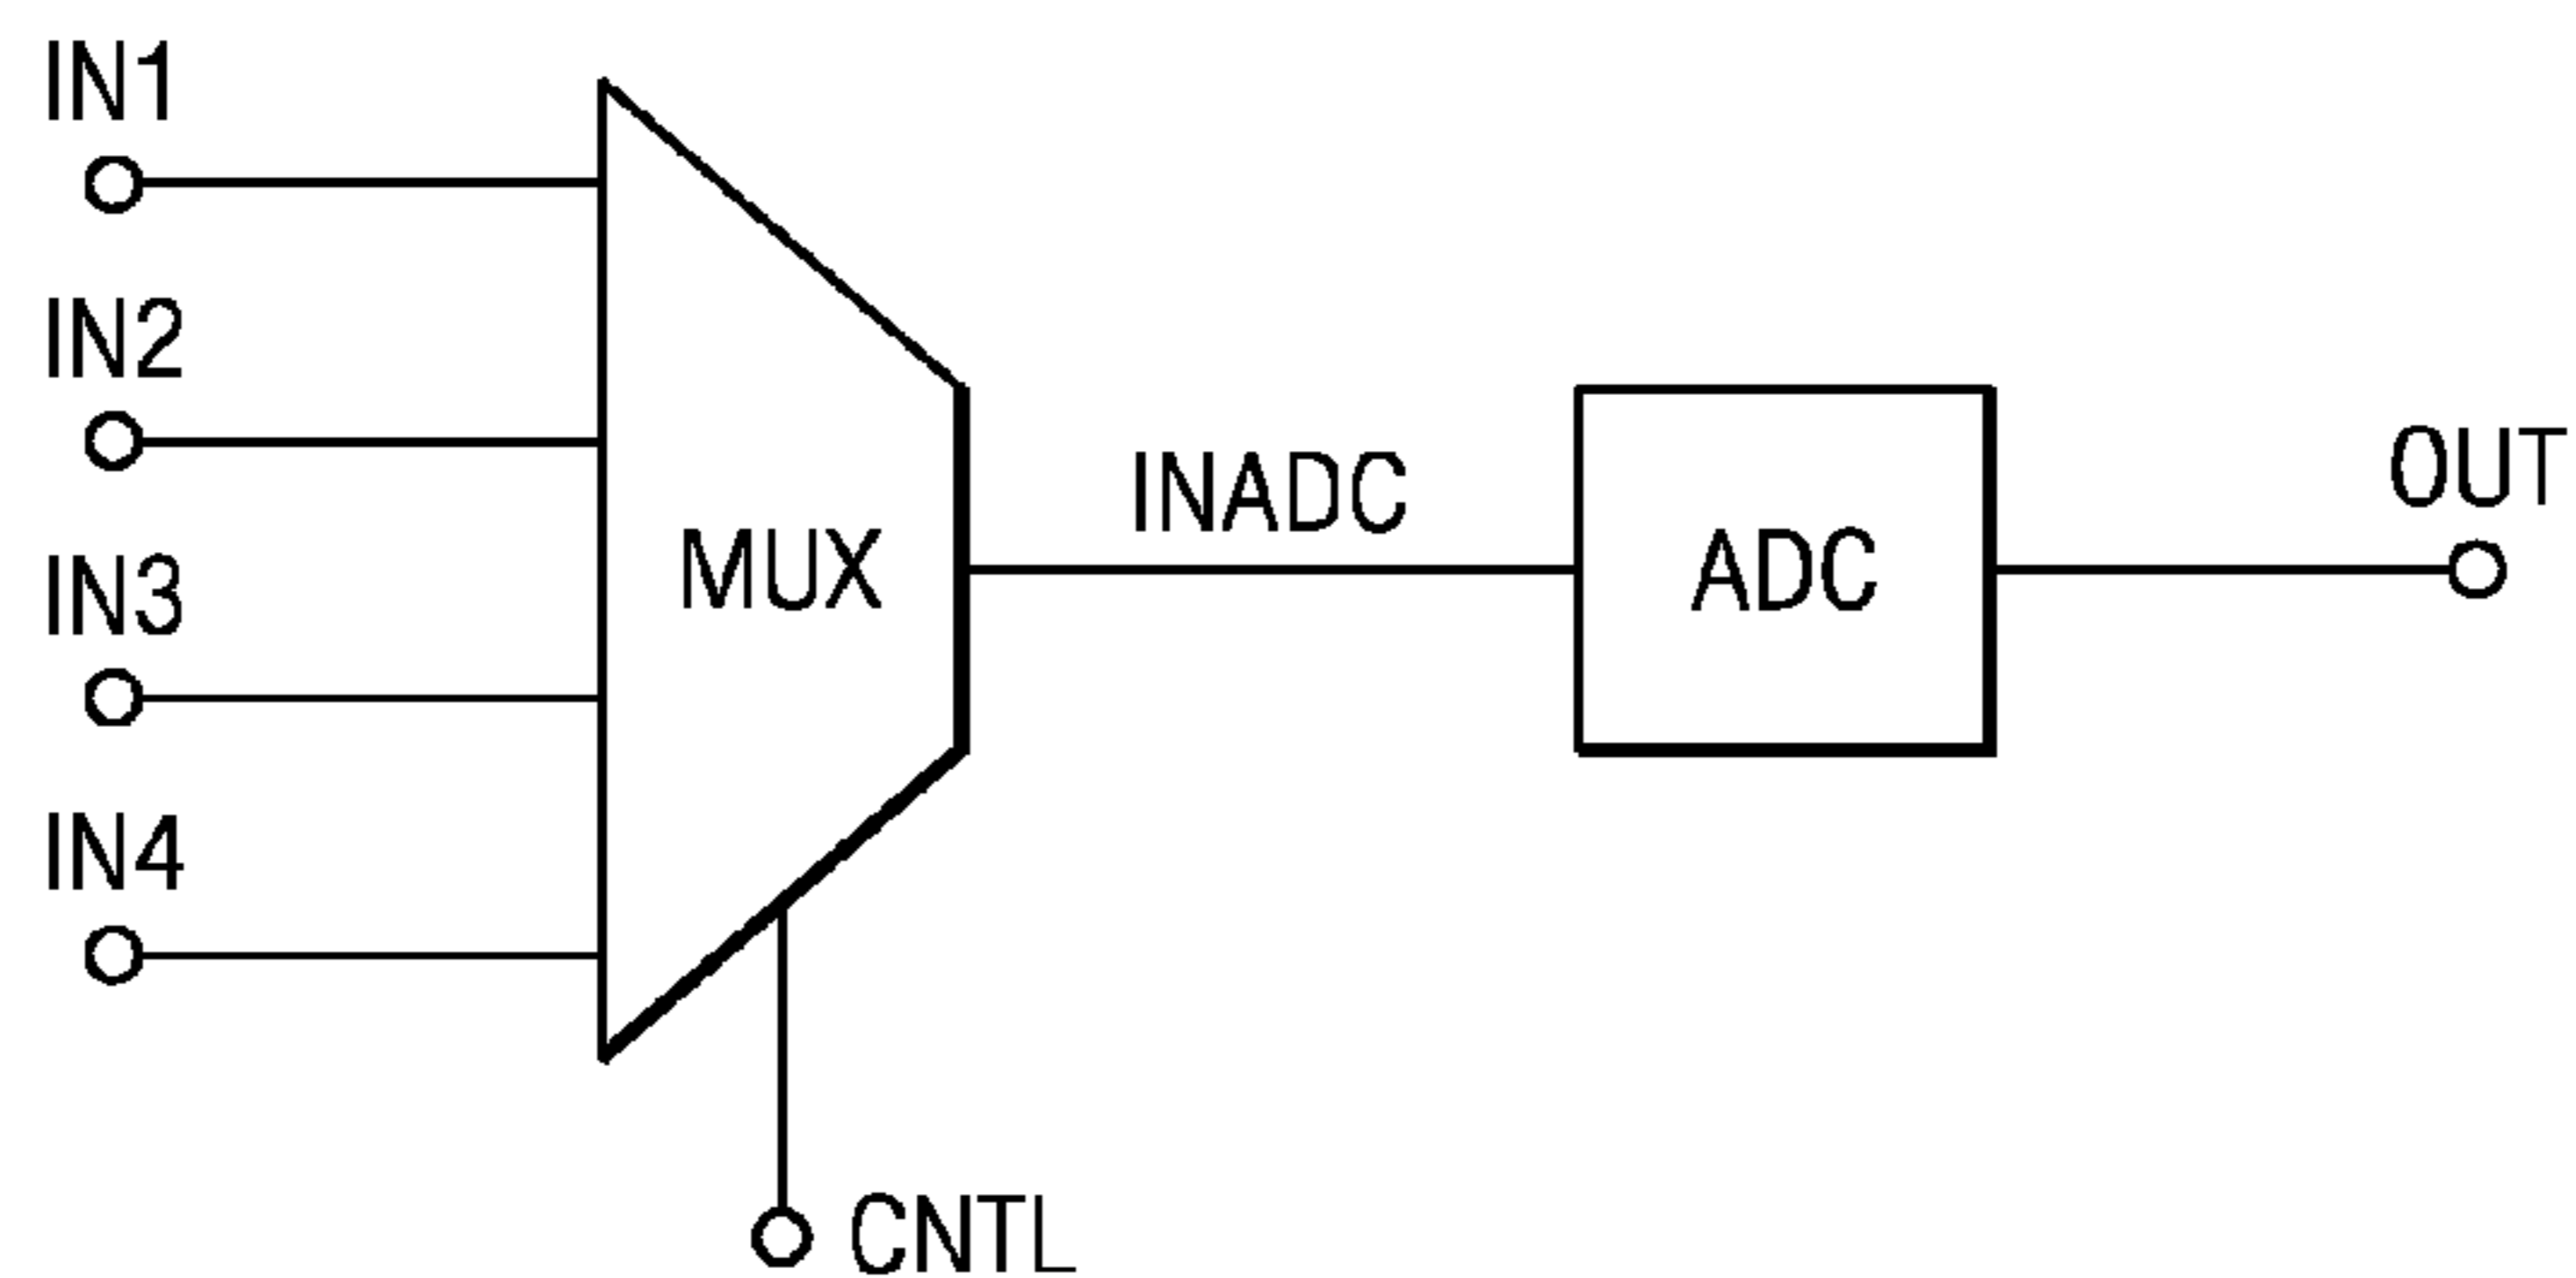 IN1
IN2
IN3
IN4
MUX
INADC
ADC
OUT
CNTL